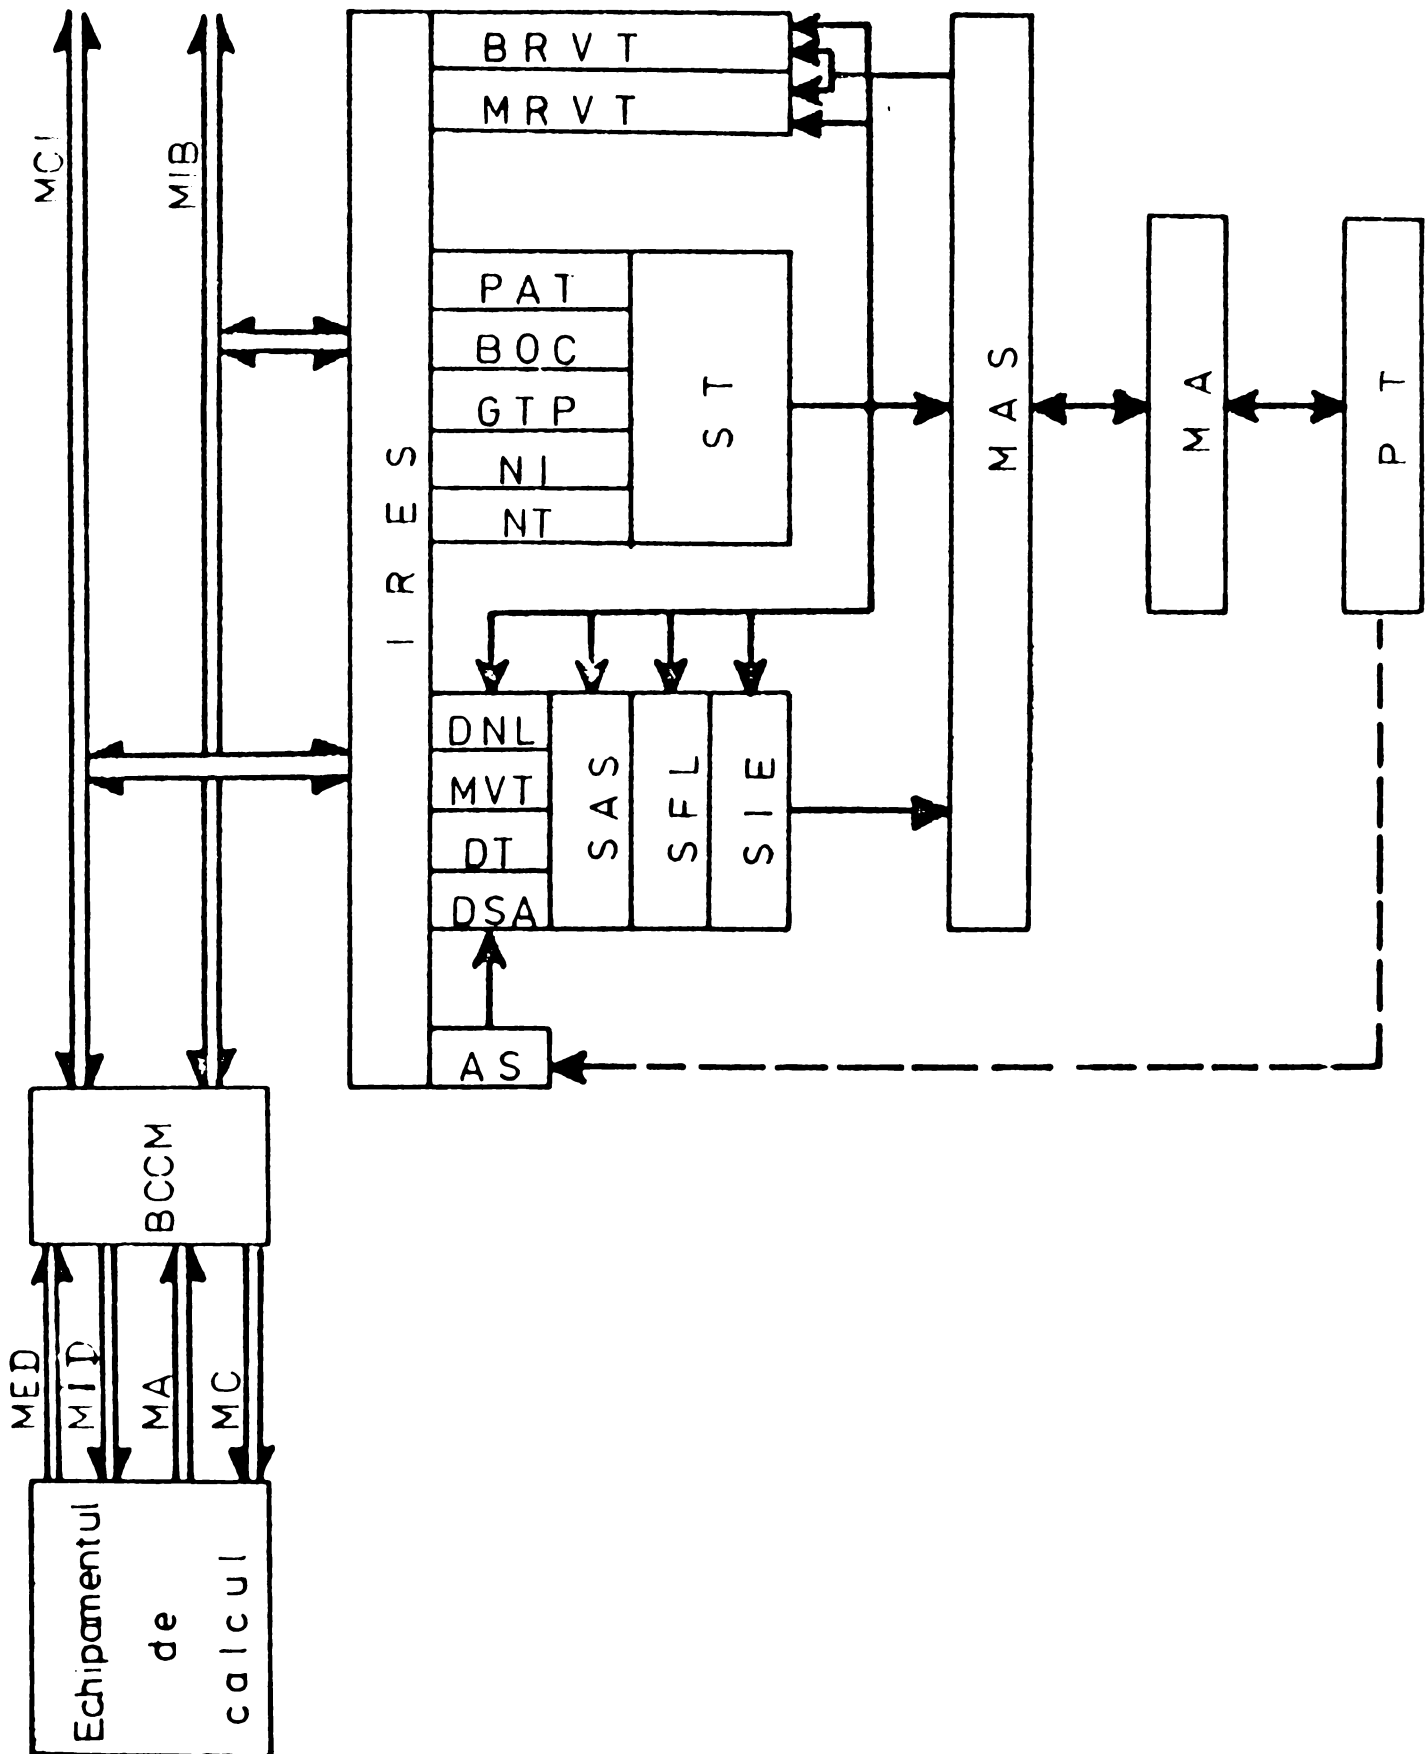 MCI
MIB
BRVT
MRVT
PAT
BOC
GTP
NI
NT
ST
IRES
MAS
MA
PT
DNL
MVT
DT
DSA
SAS
SFL
SIE
AS
BCCM
MED
MID
MA
MC
Echipamentul
de
calcul